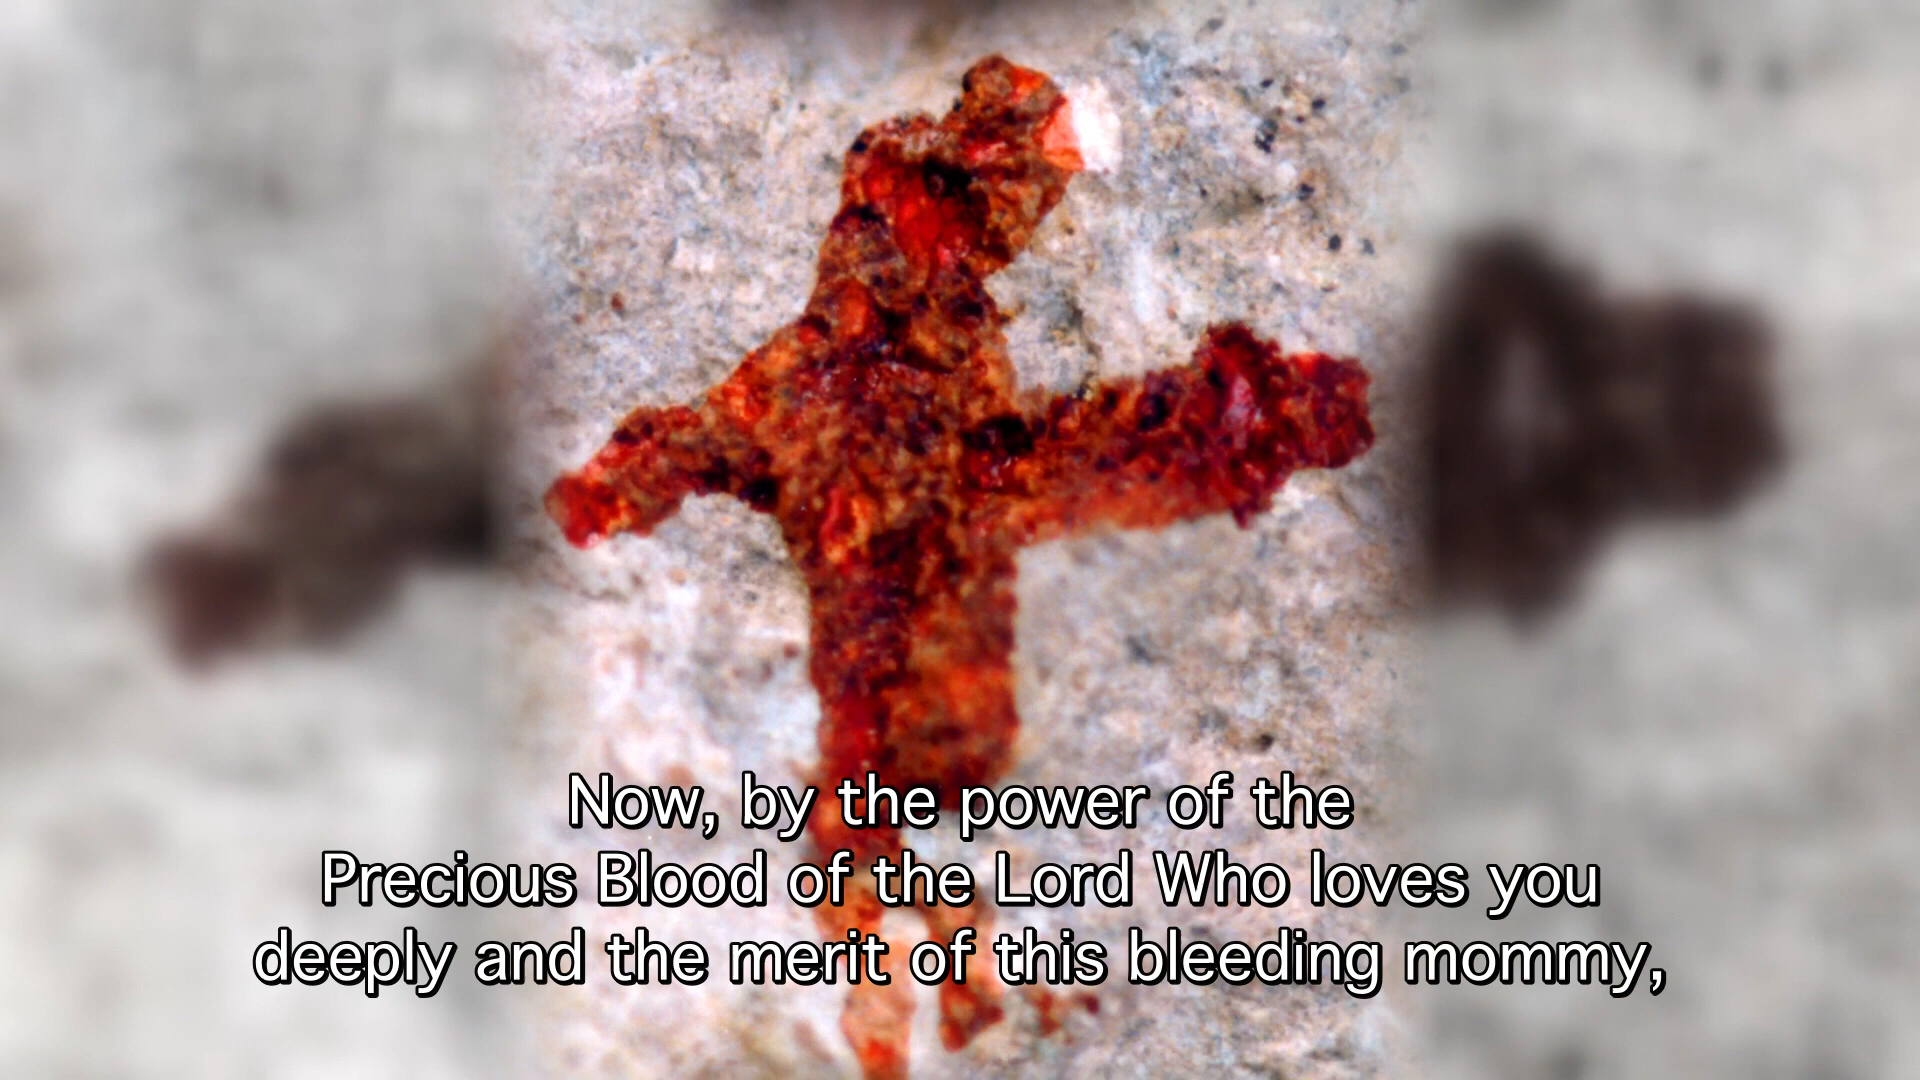 Now, by the power of the
Precious Blood of the Lord Who loves you
deeply and the merit of this bleeding mommy,